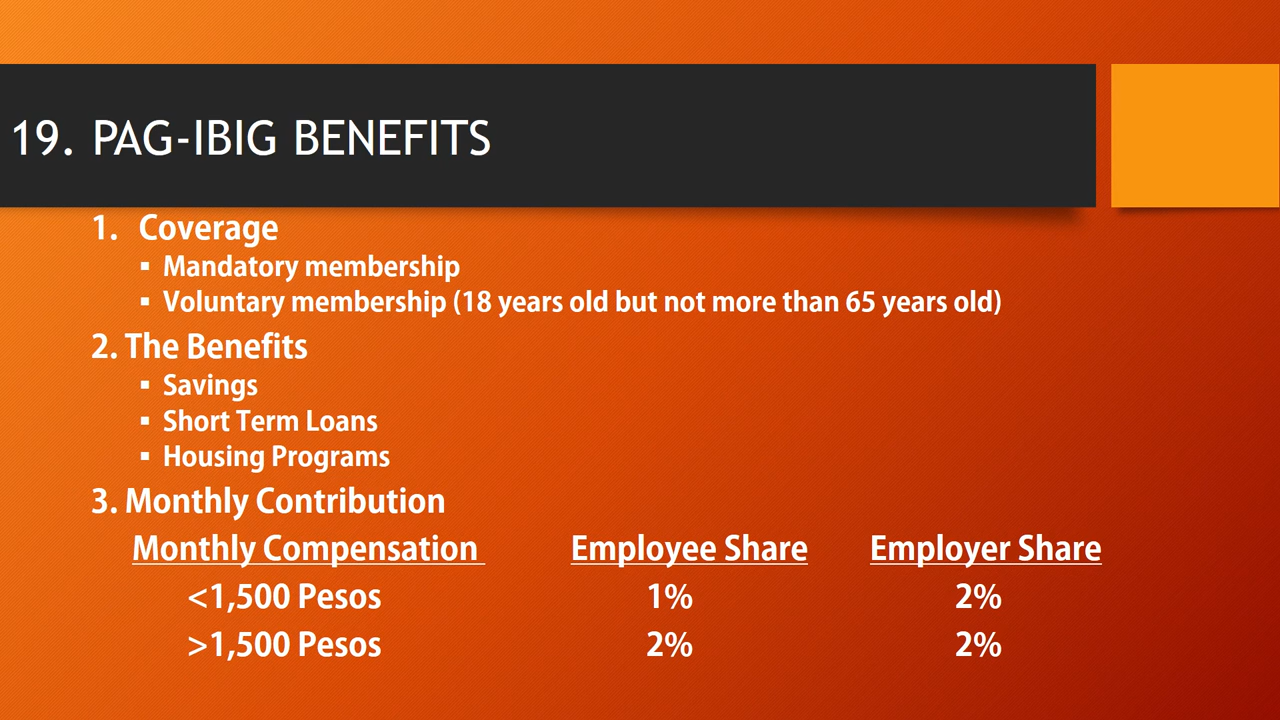 19. PAG-IBIG BENEFITS
1. Coverage
▪ Mandatory membership
▪ Voluntary membership (18 years old but not more than 65 years old)
2. The Benefits
▪ Savings
▪ Short Term Loans
▪ Housing Programs
3. Monthly Contribution
Monthly Compensation Employee Share Employer Share
<1,500 Pesos 1% 2%
>1,500 Pesos 2% 2%